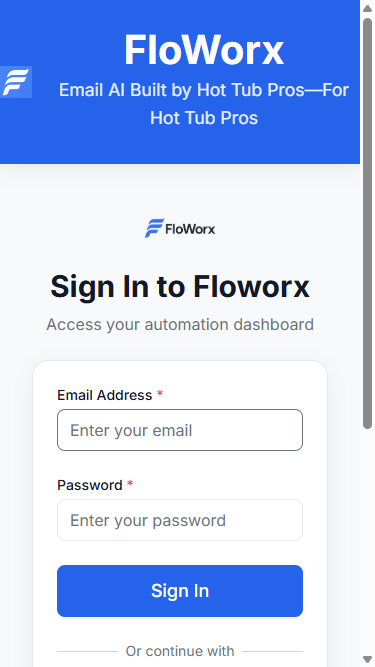 FloWorx
Email AI Built by Hot Tub Pros—For
Hot Tub Pros
FloWorx
Sign In to Floworx
Access your automation dashboard
Email Address *
Enter your email
Password *
Enter your password
Sign In
Or continue with